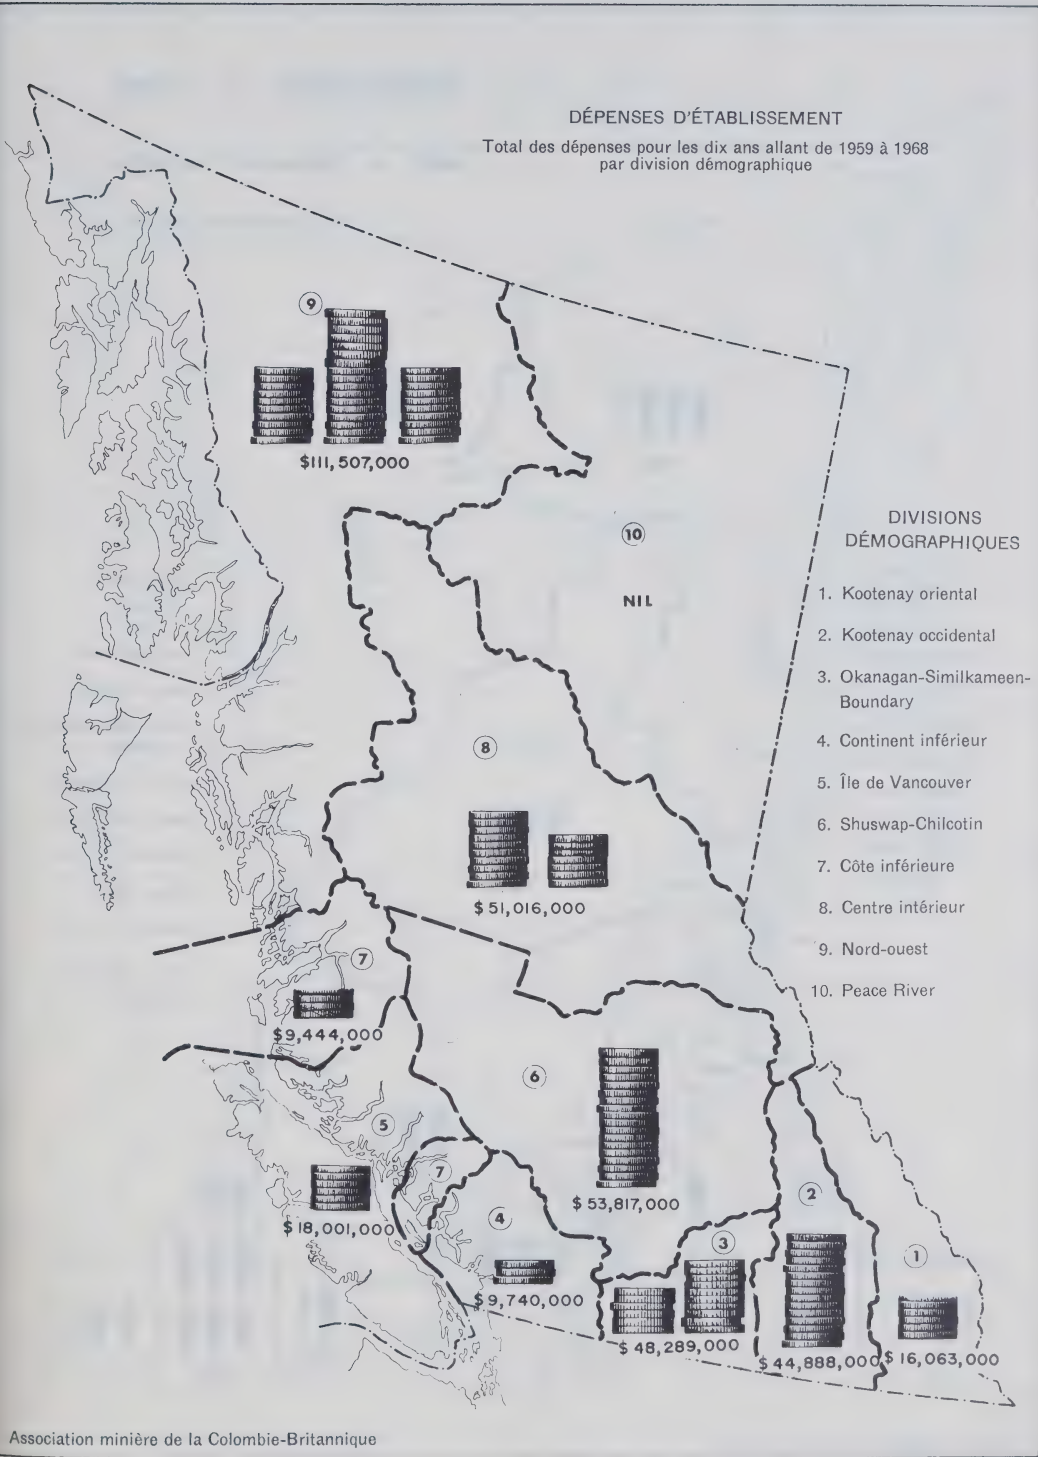 DÉPENSES D'ÉTABLISSEMENT
Total des dépenses pour les dix ans allant de 1959 à 1968
par division démographique
9
$111,507,000
10
NIL
DIVISIONS
DÉMOGRAPHIQUES
1. Kootenay oriental
2. Kootenay occidental
3. Okanagan-Similkameen-
Boundary
4. Continent inférieur
5. Île de Vancouver
6. Shuswap-Chilcotin
7. Côte inférieure
8. Centre intérieur
9. Nord-ouest
10. Peace River
8
$51,016,000
7
$9,444,000
6
$53,817,000
5
$18,001,000
7
4
$9,740,000
3
$48,289,000
2
$44,888,000
1
$16,063,000
Association minière de la Colombie-Britannique